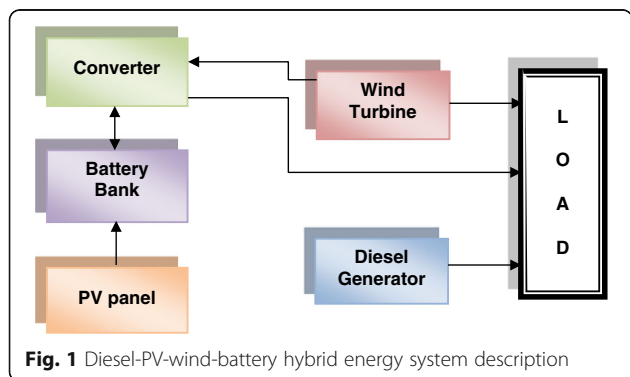 Converter
Wind
Turbine
L
O
A
D
Battery
Bank
Diesel
Generator
PV panel
Fig. 1 Diesel-PV-wind-battery hybrid energy system description